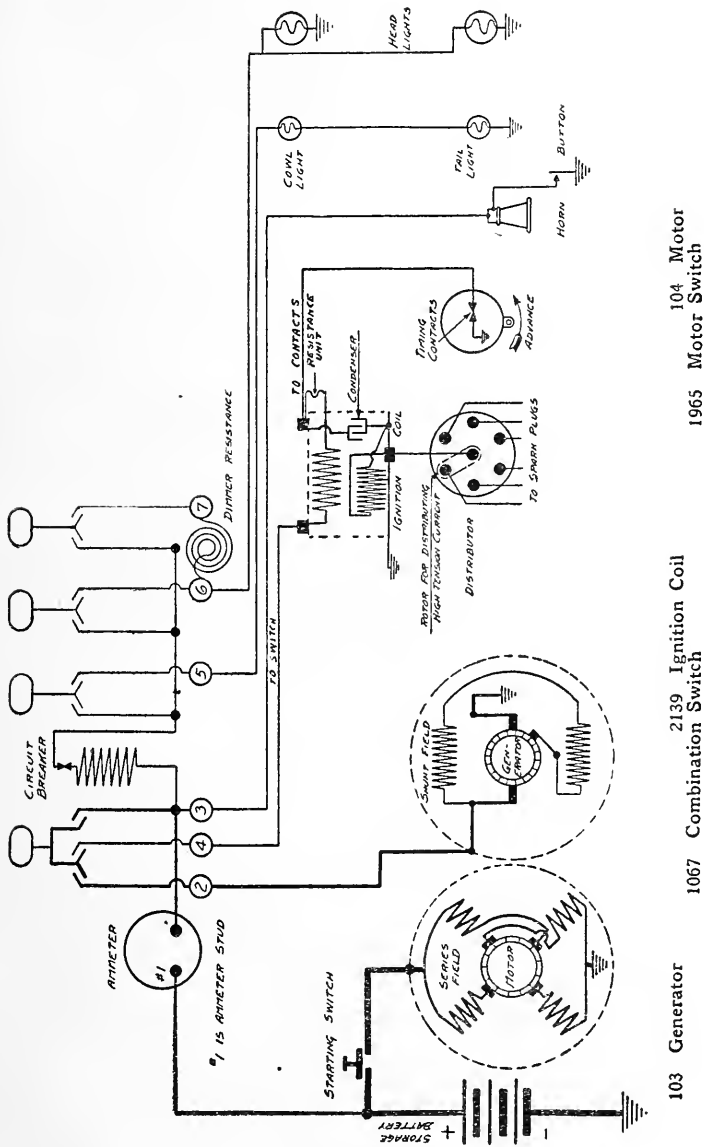 HEAD
LIGHTS
COWL
LIGHT
TAIL
LIGHT
BUTTON
HORN
TO CONTACTS
RESISTANCE
UNIT
CONDENSER
COIL
IGNITION
TIMING
CONTACTS
ADVANCE
DIMMER RESISTANCE
7
6
5
3
4
2
TO SWITCH
CIRCUIT
BREAKER
ROTOR FOR DISTRIBUTING
HIGH TENSION CURRENT
DISTRIBUTOR
TO SPARK PLUGS
AMMETER
#1
#1 IS AMMETER STUD
SHUNT FIELD
GEN-
ERATOR
STARTING SWITCH
SERIES
FIELD
MOTOR
STORAGE
BATTERY
+
-
103 Generator
2139 Ignition Coil
104 Motor
1067 Combination Switch
1965 Motor Switch